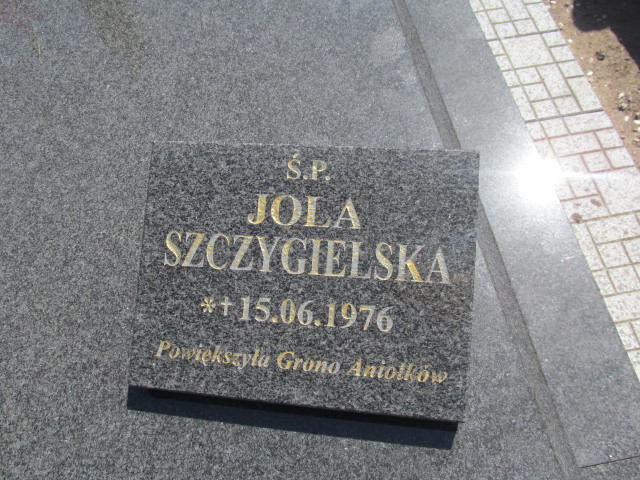 Ś.P.
JOLA
SZCZYGIELSKA
*+15.06.1976
Powiększyła Grono Aniołków